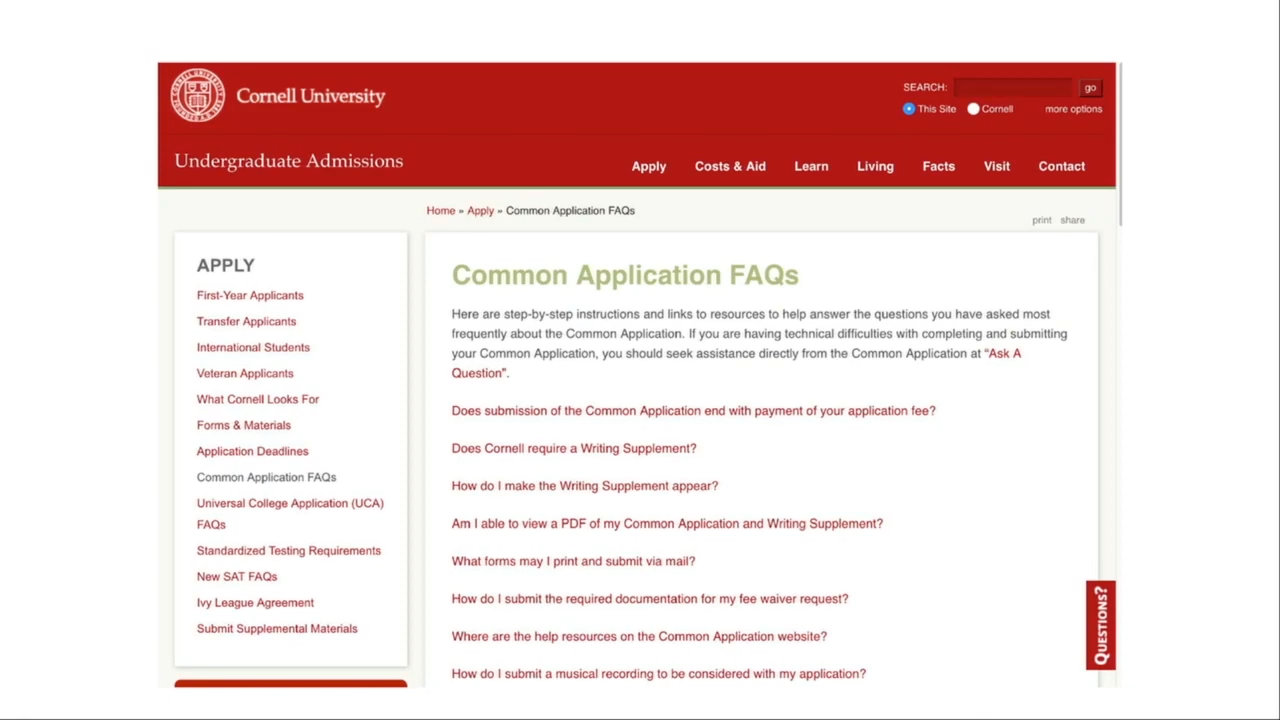 Cornell University
SEARCH:
go
This Site
Cornell
more options
Undergraduate Admissions
Apply
Costs & Aid
Learn
Living
Facts
Visit
Contact
Home » Apply » Common Application FAQs
print
share
APPLY
First-Year Applicants
Transfer Applicants
International Students
Veteran Applicants
What Cornell Looks For
Forms & Materials
Application Deadlines
Common Application FAQs
Universal College Application (UCA)
FAQs
Standardized Testing Requirements
New SAT FAQs
Ivy League Agreement
Submit Supplemental Materials
Common Application FAQs
Here are step-by-step instructions and links to resources to help answer the questions you have asked most
frequently about the Common Application. If you are having technical difficulties with completing and submitting
your Common Application, you should seek assistance directly from the Common Application at “Ask A
Question”.
Does submission of the Common Application end with payment of your application fee?
Does Cornell require a Writing Supplement?
How do I make the Writing Supplement appear?
Am I able to view a PDF of my Common Application and Writing Supplement?
What forms may I print and submit via mail?
How do I submit the required documentation for my fee waiver request?
Where are the help resources on the Common Application website?
How do I submit a musical recording to be considered with my application?
QUESTIONS?